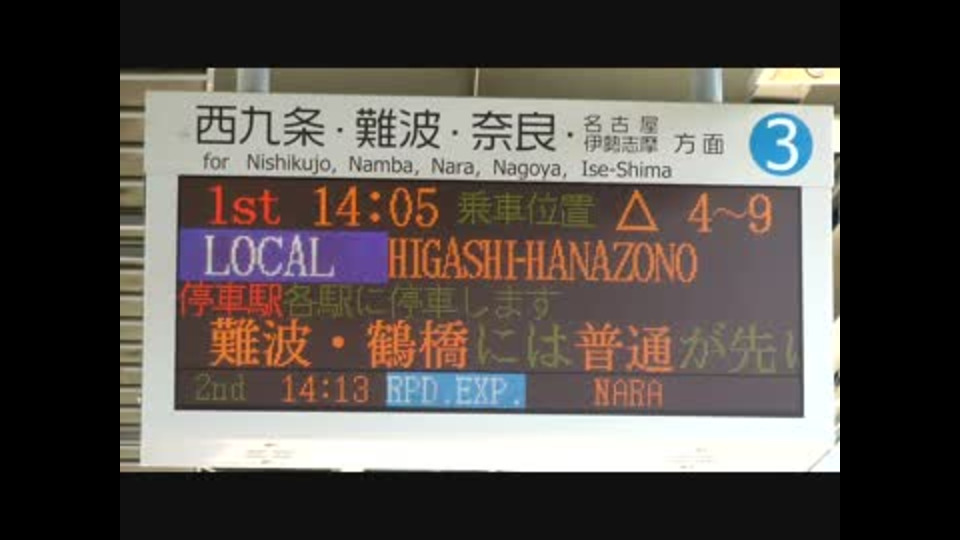 西九条・難波・奈良・名古屋 伊勢志摩 方面 3
for Nishikujo, Namba, Nara, Nagoya, Ise-Shima
1st 14:05 乗車位置 △ 4~9
LOCAL HIGASHI-HANAZONO
停車駅各駅に停車します
難波・鶴橋には普通が先い
2nd 14:13 RPD.EXP. NARA